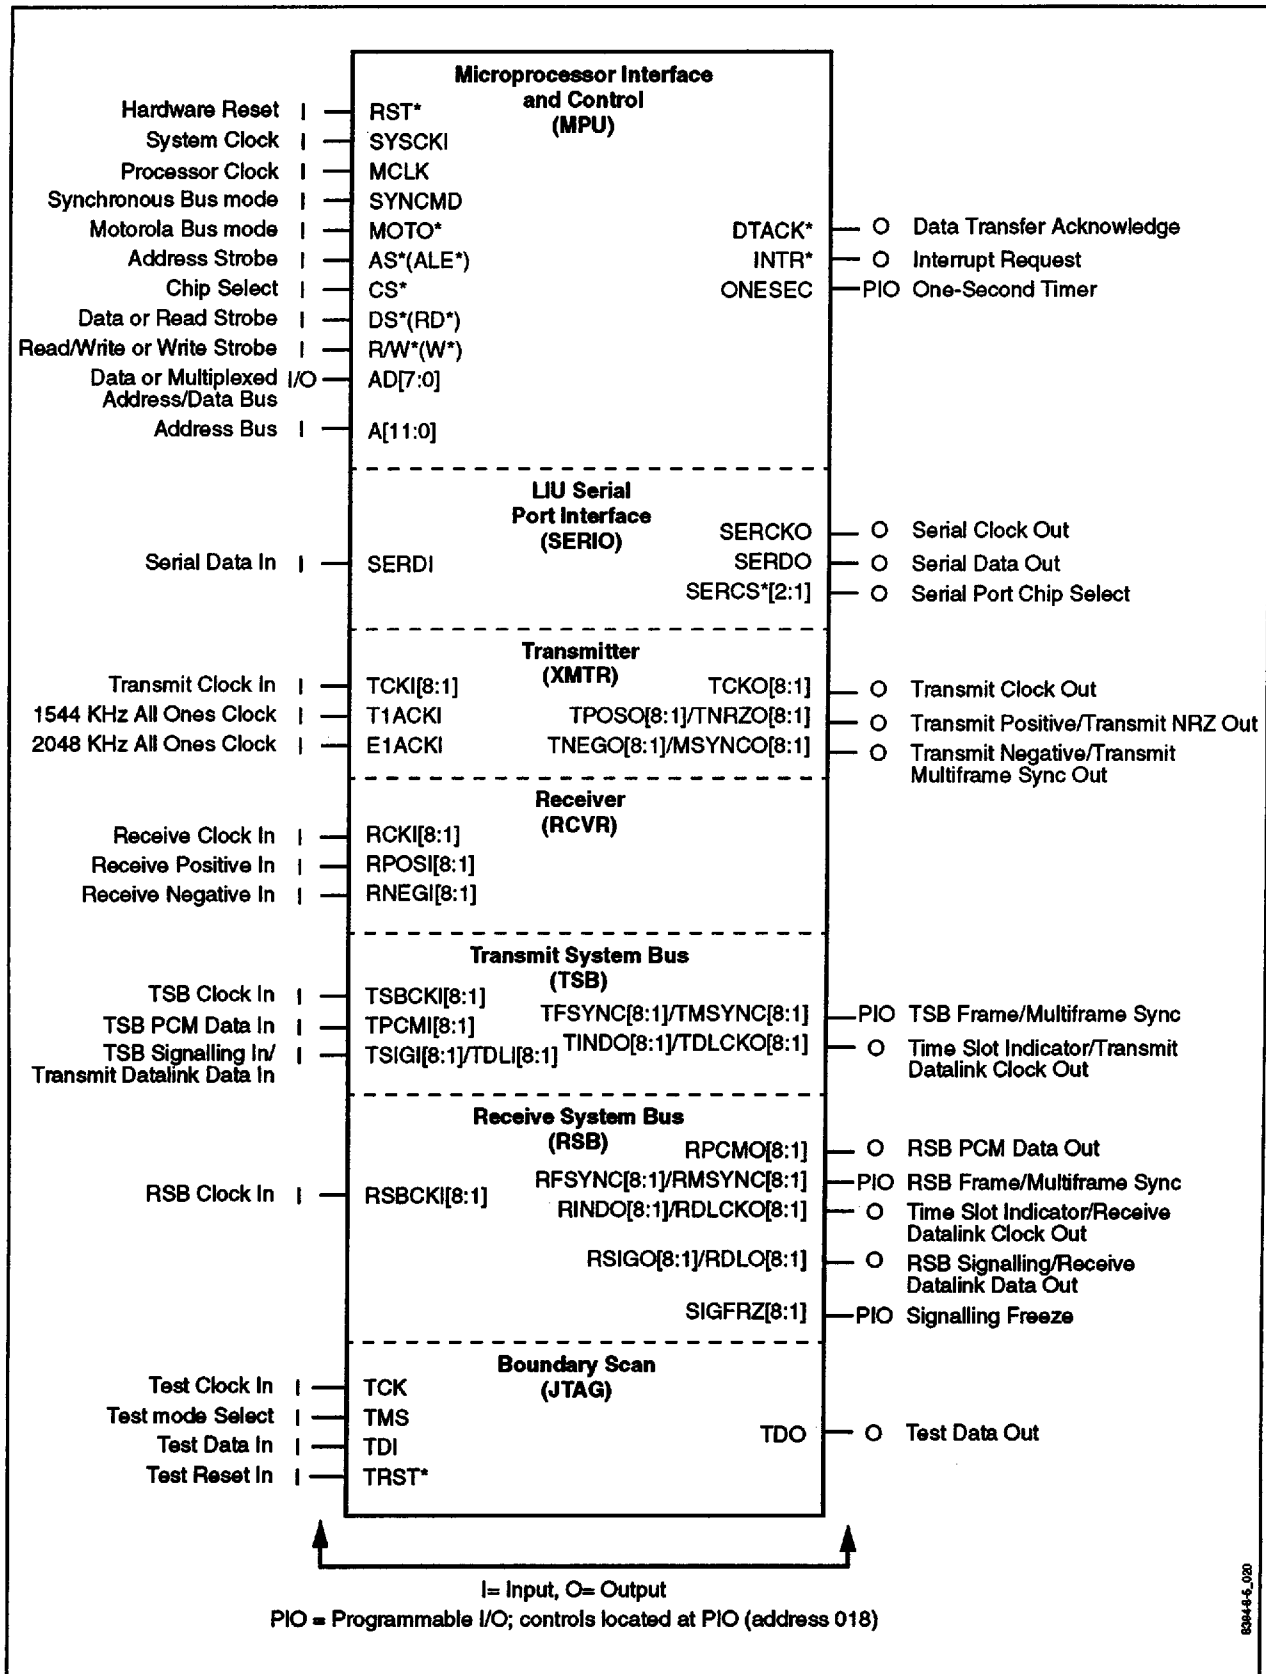 Microprocessor Interface
and Control
(MPU)
Hardware Reset I RST*
System Clock I SYSCKI
Processor Clock I MCLK
Synchronous Bus mode I SYNCMD
Motorola Bus mode I MOTO* DTACK* O Data Transfer Acknowledge
Address Strobe I AS*(ALE*) INTR* O Interrupt Request
Chip Select I CS* ONESEC PIO One-Second Timer
Data or Read Strobe I DS*(RD*)
Read/Write or Write Strobe I R/W*(W*)
Data or Multiplexed I/O AD[7:0]
Address/Data Bus
Address Bus I A[11:0]
LIU Serial
Port Interface
(SERIO)
SERCKO O Serial Clock Out
Serial Data In I SERDI SERDO O Serial Data Out
SERCS*[2:1] O Serial Port Chip Select
Transmitter
(XMTR)
Transmit Clock In I TCKI[8:1] TCKO[8:1] O Transmit Clock Out
1544 KHz All Ones Clock I T1ACKI TPOSO[8:1]/TNRZO[8:1] O Transmit Positive/Transmit NRZ Out
2048 KHz All Ones Clock I E1ACKI TNEGO[8:1]/MSYNCO[8:1] O Transmit Negative/Transmit
Multiframe Sync Out
Receiver
(RCVR)
Receive Clock In I RCKI[8:1]
Receive Positive In I RPOSI[8:1]
Receive Negative In I RNEGI[8:1]
Transmit System Bus
(TSB)
TSB Clock In I TSBCKI[8:1]
TSB PCM Data In I TPCMI[8:1] TFSYNC[8:1]/TMSYNC[8:1] PIO TSB Frame/Multiframe Sync
TSB Signalling In/ I TSIGI[8:1]/TDLI[8:1] TINDO[8:1]/TDLCKO[8:1] O Time Slot Indicator/Transmit
Transmit Datalink Data In Datalink Clock Out
Receive System Bus
(RSB)
RPCMO[8:1] O RSB PCM Data Out
RSB Clock In I RSBCKI[8:1] RFSYNC[8:1]/RMSYNC[8:1] PIO RSB Frame/Multiframe Sync
RINDO[8:1]/RDLCKO[8:1] O Time Slot Indicator/Receive
Datalink Clock Out
RSIGO[8:1]/RDLO[8:1] O RSB Signalling/Receive
Datalink Data Out
SIGFRZ[8:1] PIO Signalling Freeze
Boundary Scan
(JTAG)
Test Clock In I TCK
Test mode Select I TMS
TDO O Test Data Out
Test Data In I TDI
Test Reset In I TRST*
I= Input, O= Output
PIO = Programmable I/O; controls located at PIO (address 018)
8394-8-5_020